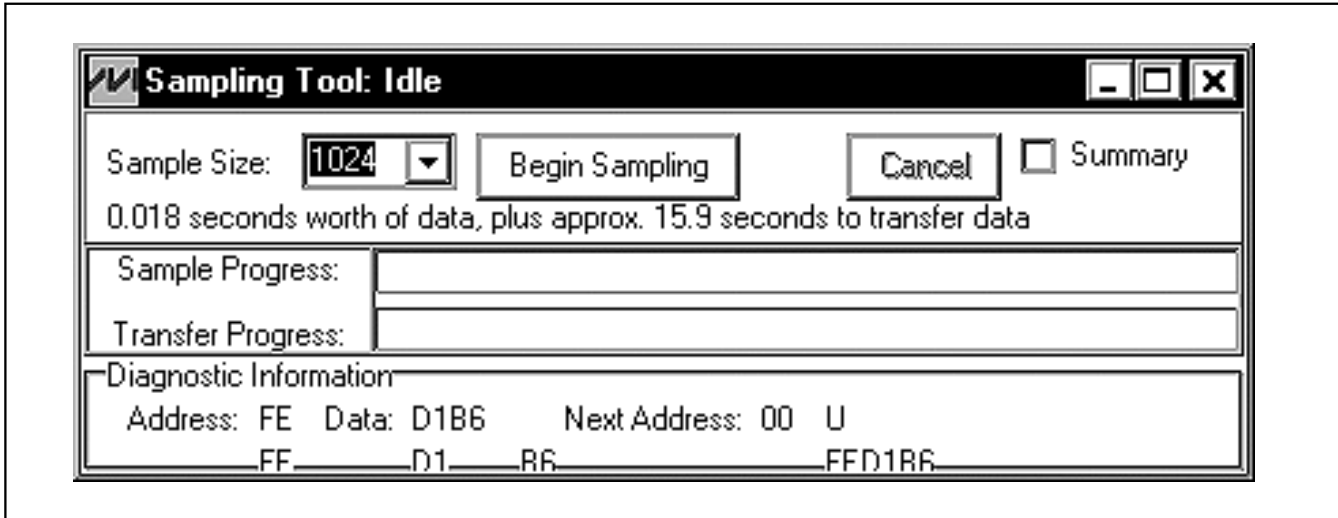 Sampling Tool: Idle
Sample Size: 1024 Begin Sampling Cancel Summary
0.018 seconds worth of data, plus approx. 15.9 seconds to transfer data
Sample Progress:
Transfer Progress:
Diagnostic Information
Address: FE Data: D1B6 Next Address: 00 U
FE D1 B6 FED1B6